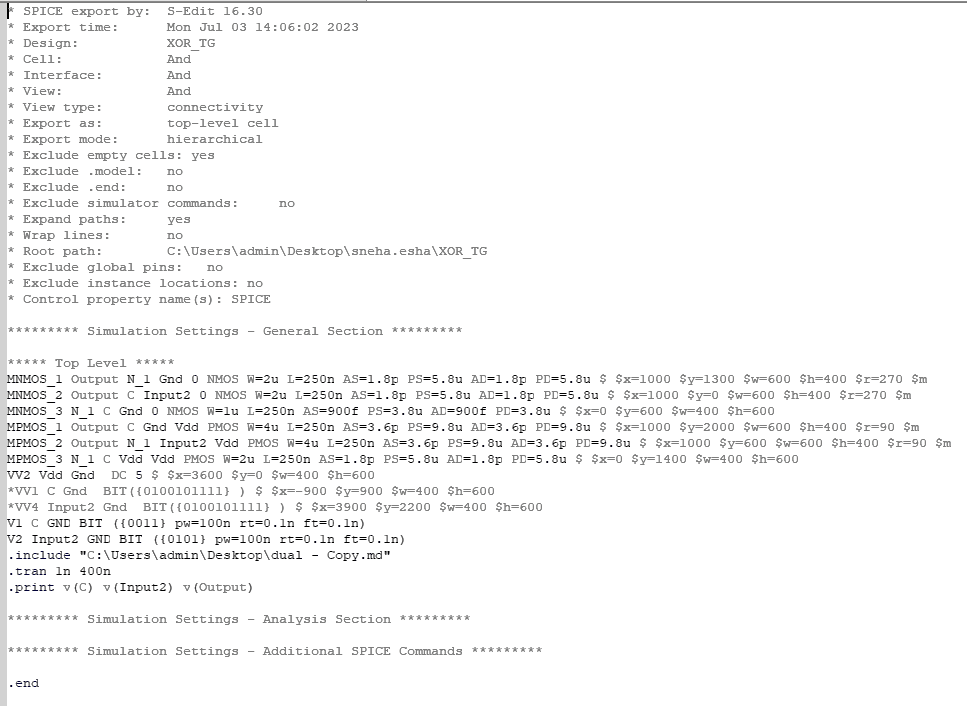 * SPICE export by:  S-Edit 16.30
* Export time:      Mon Jul 03 14:06:02 2023
* Design:           XOR_TG
* Cell:             And
* Interface:        And
* View:             And
* View type:        connectivity
* Export as:        top-level cell
* Export mode:      hierarchical
* Exclude empty cells: yes
* Exclude .model:   no
* Exclude .end:     no
* Exclude simulator commands:     no
* Expand paths:     yes
* Wrap lines:       no
* Root path:        C:\Users\admin\Desktop\sneha.esha\XOR_TG
* Exclude global pins:   no
* Exclude instance locations: no
* Control property name(s): SPICE
********* Simulation Settings - General Section *********
***** Top Level *****
MNMOS_1 Output N_1 Gnd 0 NMOS W=2u L=250n AS=1.8p PS=5.8u AD=1.8p PD=5.8u $ $x=1000 $y=1300 $w=600 $h=400 $r=270 $m
MNMOS_2 Output C Input2 0 NMOS W=2u L=250n AS=1.8p PS=5.8u AD=1.8p PD=5.8u $ $x=1000 $y=0 $w=600 $h=400 $r=270 $m
MNMOS_3 N_1 C Gnd 0 NMOS W=1u L=250n AS=900f PS=3.8u AD=900f PD=3.8u $ $x=0 $y=600 $w=400 $h=600
MPMOS_1 Output C Gnd Vdd PMOS W=4u L=250n AS=3.6p PS=9.8u AD=3.6p PD=9.8u $ $x=1000 $y=2000 $w=600 $h=400 $r=90 $m
MPMOS_2 Output N_1 Input2 Vdd PMOS W=4u L=250n AS=3.6p PS=9.8u AD=3.6p PD=9.8u $ $x=1000 $y=600 $w=600 $h=400 $r=90 $m
MPMOS_3 N_1 C Vdd Vdd PMOS W=2u L=250n AS=1.8p PS=5.8u AD=1.8p PD=5.8u $ $x=0 $y=1400 $w=400 $h=600
VV2 Vdd Gnd  DC 5 $ $x=3600 $y=0 $w=400 $h=600
*VV1 C Gnd  BIT({0100101111} ) $ $x=-900 $y=900 $w=400 $h=600
*VV4 Input2 Gnd  BIT({0100101111} ) $ $x=3900 $y=2200 $w=400 $h=600
V1 C GND BIT ({0011} pw=100n rt=0.1n ft=0.1n)
V2 Input2 GND BIT ({0101} pw=100n rt=0.1n ft=0.1n)
.include "C:\Users\admin\Desktop\dual - Copy.md"
.tran 1n 400n
.print v(C) v(Input2) v(Output)
********* Simulation Settings - Analysis Section *********
********* Simulation Settings - Additional SPICE Commands *********
.end